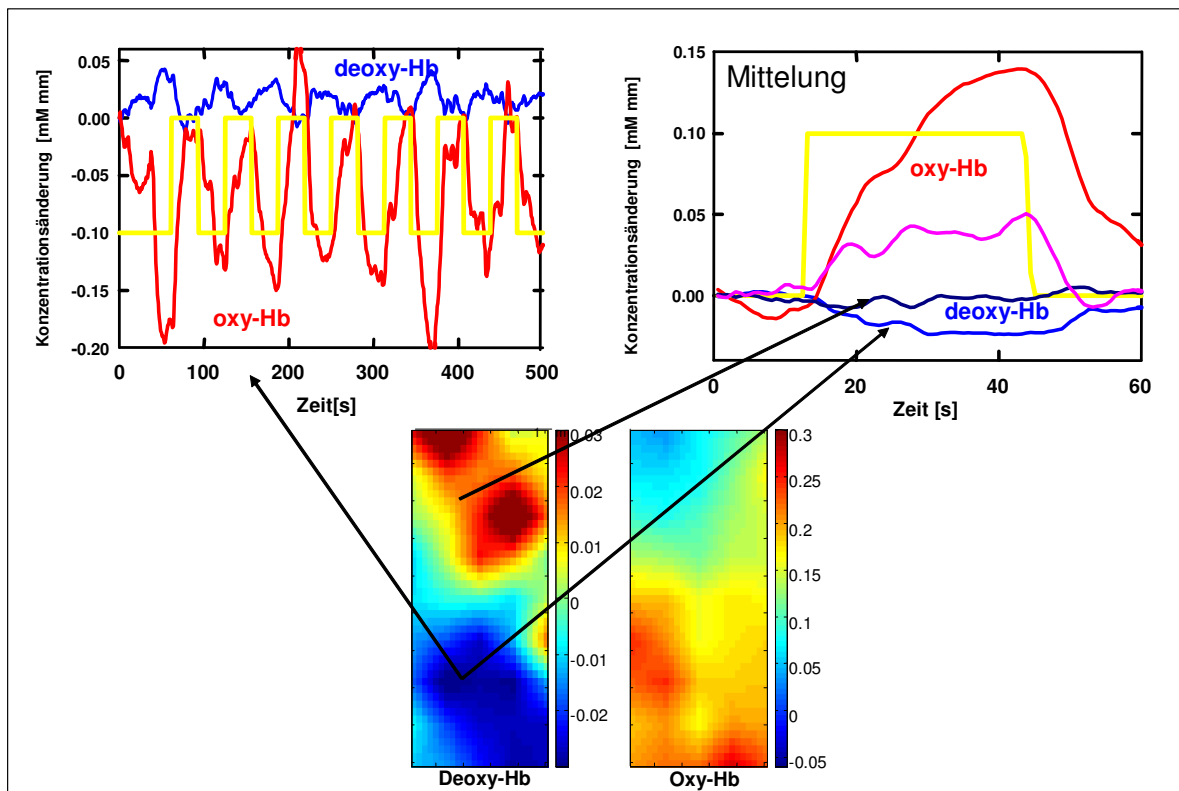 Konzentrationsänderung [mM mm]
0.05
0.00
-0.05
-0.10
-0.15
-0.20
deoxy-Hb
oxy-Hb
0 100 200 300 400 500
Zeit[s]
Konzentrationsänderung [mM mm]
0.15
0.10
0.05
0.00
Mittelung
oxy-Hb
deoxy-Hb
0 20 40 60
Zeit [s]
0.03
0.02
0.01
0
-0.01
-0.02
Deoxy-Hb
0.3
0.25
0.2
0.15
0.1
0.05
0
-0.05
Oxy-Hb